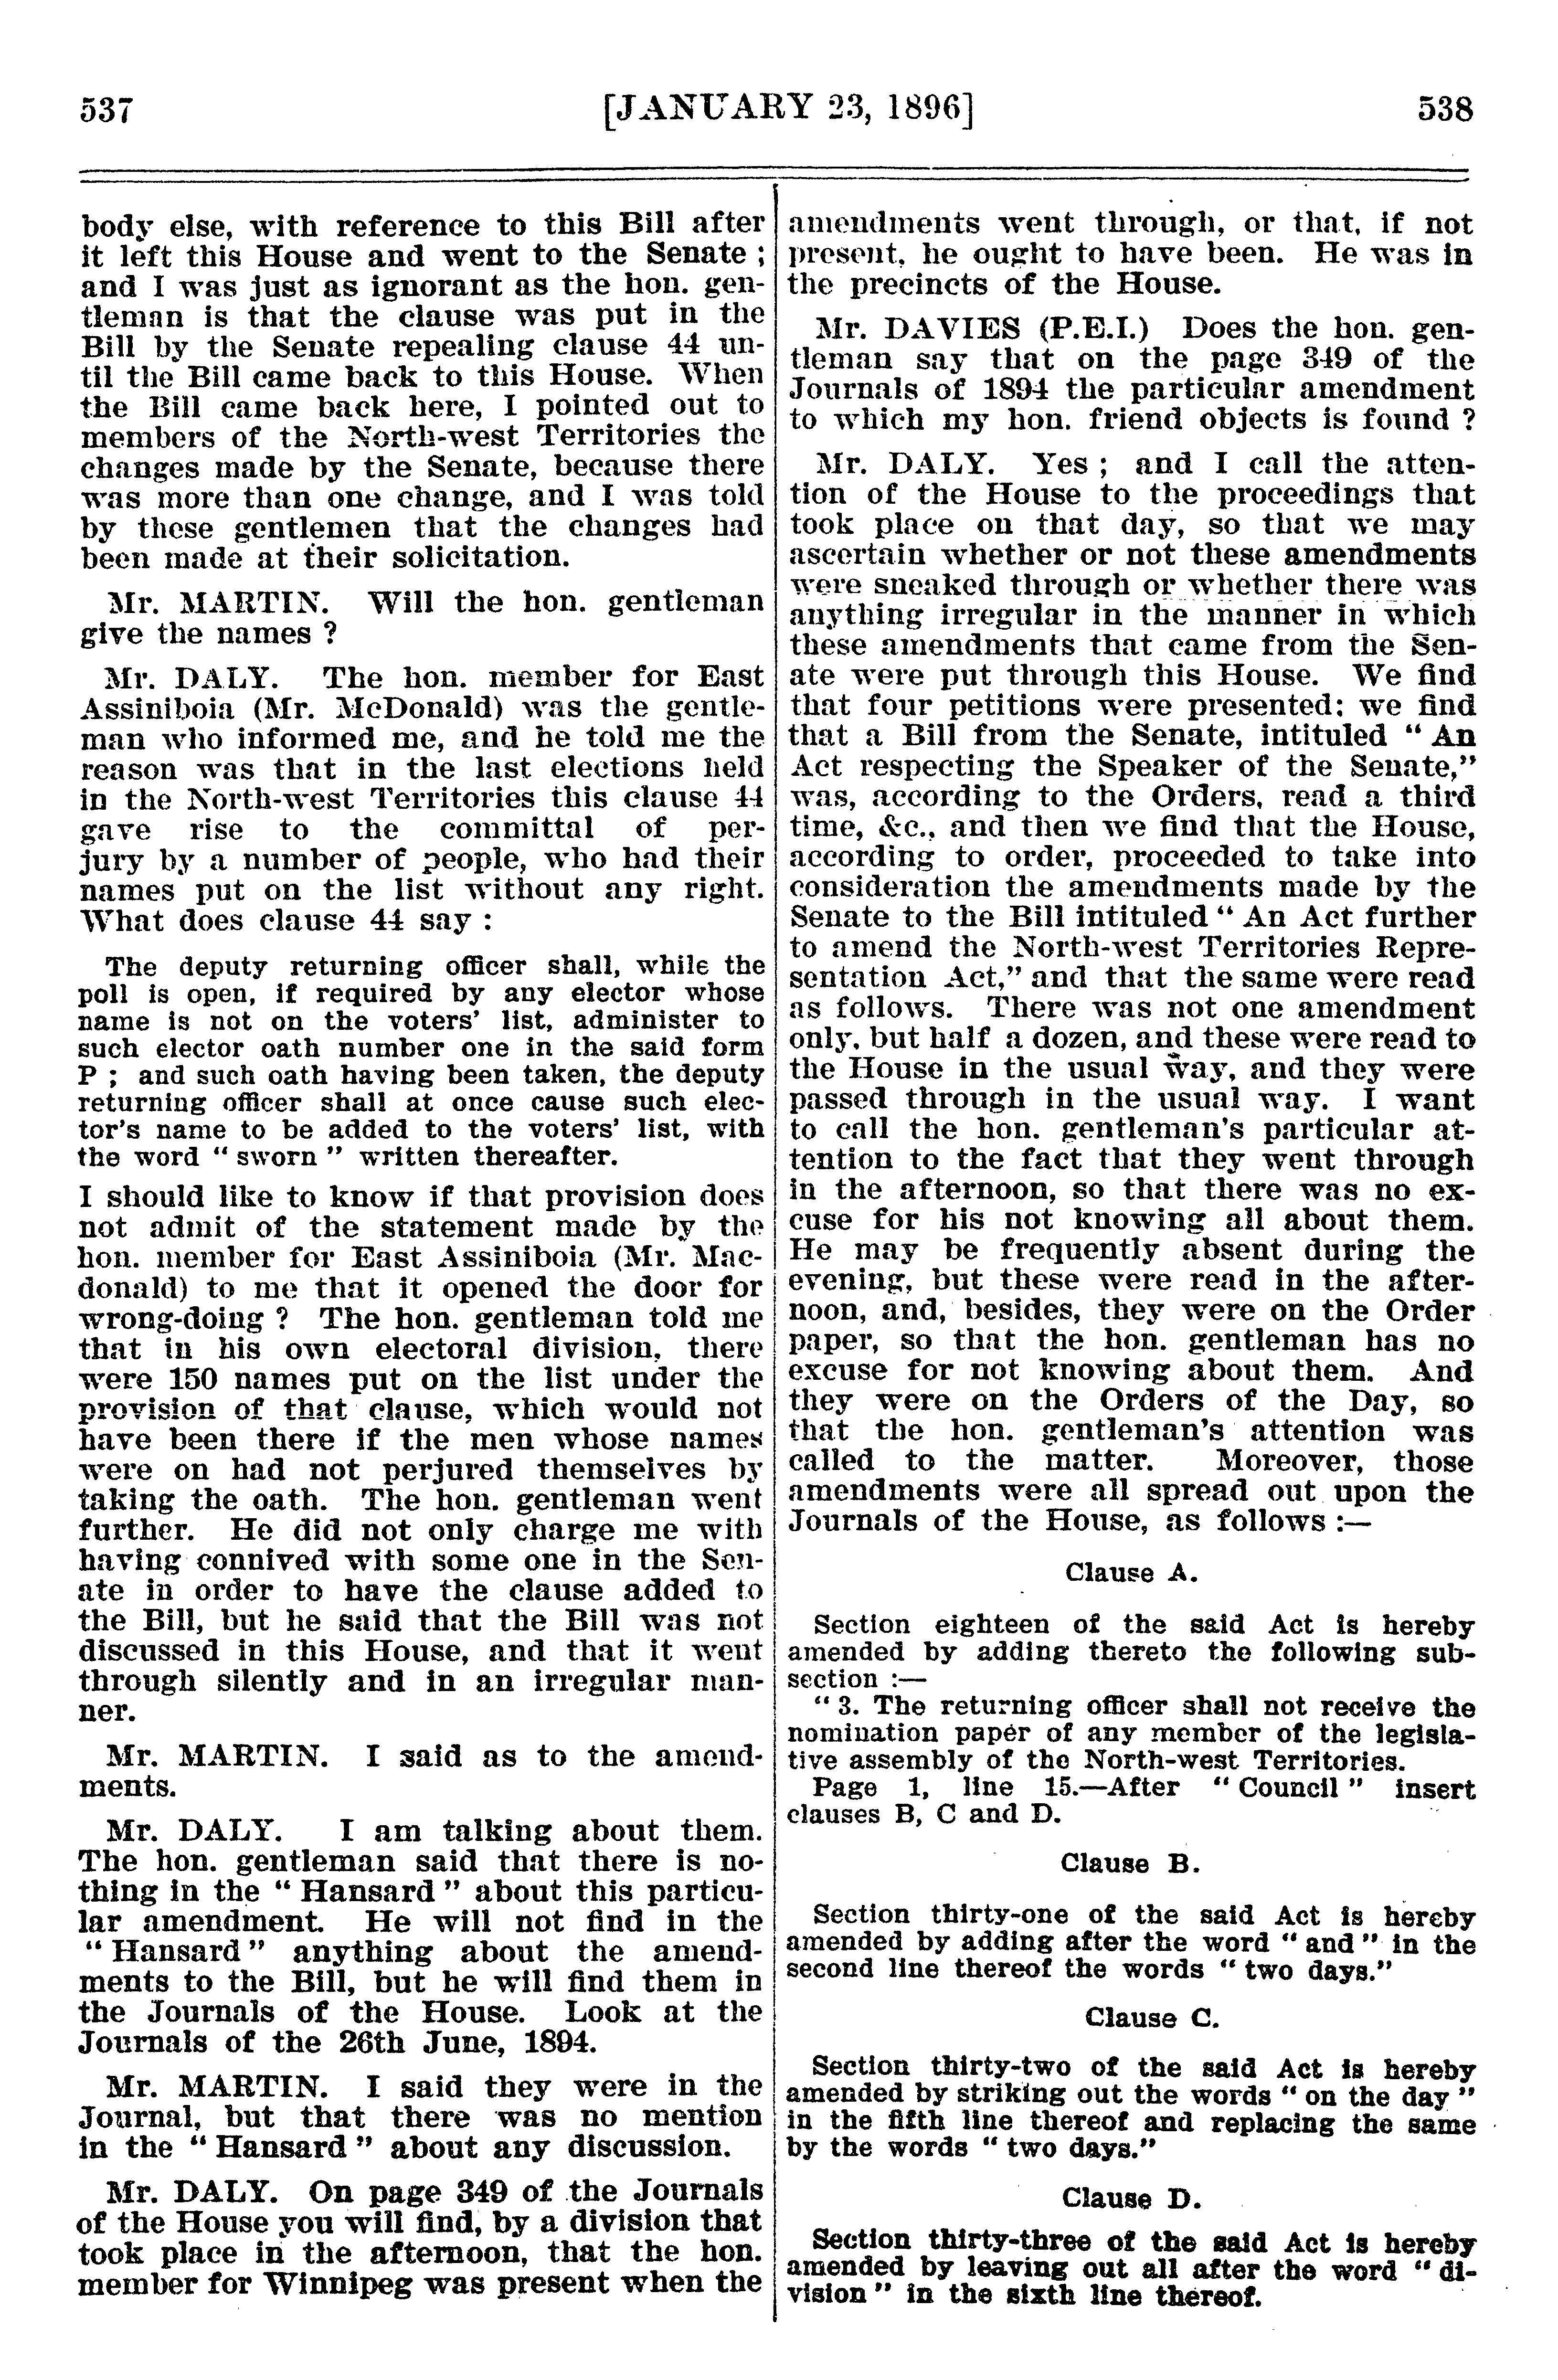 537
[JANUARY 23, 1896]
538
body else, with reference to this Bill after
it left this House and went to the Senate ;
and I was just as ignorant as the hon. gen-
tleman is that the clause was put in the
Bill by the Senate repealing clause 44 un-
til the Bill came back to this House. When
the Bill came back here, I pointed out to
members of the North-west Territories the
changes made by the Senate, because there
was more than one change, and I was told
by these gentlemen that the changes had
been made at their solicitation.
Mr. MARTIN. Will the hon. gentleman
give the names ?
Mr. DALY. The hon. member for East
Assiniboia (Mr. McDonald) was the gentle-
man who informed me, and he told me the
reason was that in the last elections held
in the North-west Territories this clause 44
gave rise to the committal of per-
jury by a number of people, who had their
names put on the list without any right.
What does clause 44 say :
The deputy returning officer shall, while the
poll is open, if required by any elector whose
name is not on the voters' list, administer to
such elector oath number one in the said form
P ; and such oath having been taken, the deputy
returning officer shall at once cause such elec-
tor's name to be added to the voters' list, with
the word " sworn " written thereafter.
I should like to know if that provision does
not admit of the statement made by the
hon. member for East Assiniboia (Mr. Mac-
donald) to me that it opened the door for
wrong-doing ? The hon. gentleman told me
that in his own electoral division, there
were 150 names put on the list under the
provision of that clause, which would not
have been there if the men whose names
were on had not perjured themselves by
taking the oath. The hon. gentleman went
further. He did not only charge me with
having connived with some one in the Sen-
ate in order to have the clause added to
the Bill, but he said that the Bill was not
discussed in this House, and that it went
through silently and in an irregular man-
ner.
Mr. MARTIN. I said as to the amend-
ments.
Mr. DALY. I am talking about them.
The hon. gentleman said that there is no-
thing in the " Hansard " about this particu-
lar amendment. He will not find in the
" Hansard " anything about the amend-
ments to the Bill, but he will find them in
the Journals of the House. Look at the
Journals of the 26th June, 1894.
Mr. MARTIN. I said they were in the
Journal, but that there was no mention
in the " Hansard " about any discussion.
Mr. DALY. On page 349 of the Journals
of the House you will find, by a division that
took place in the afternoon, that the hon.
member for Winnipeg was present when the
amendments went through, or that, if not
present, he ought to have been. He was in
the precincts of the House.
Mr. DAVIES (P.E.I.) Does the hon. gen-
tleman say that on the page 349 of the
Journals of 1894 the particular amendment
to which my hon. friend objects is found ?
Mr. DALY. Yes ; and I call the atten-
tion of the House to the proceedings that
took place on that day, so that we may
ascertain whether or not these amendments
were sneaked through or whether there was
anything irregular in the manner in which
these amendments that came from the Sen-
ate were put through this House. We find
that four petitions were presented; we find
that a Bill from the Senate, intituled " An
Act respecting the Speaker of the Senate,"
was, according to the Orders, read a third
time, &c., and then we find that the House,
according to order, proceeded to take into
consideration the amendments made by the
Senate to the Bill intituled " An Act further
to amend the North-west Territories Repre-
sentation Act," and that the same were read
as follows. There was not one amendment
only, but half a dozen, and these were read to
the House in the usual way, and they were
passed through in the usual way. I want
to call the hon. gentleman's particular at-
tention to the fact that they went through
in the afternoon, so that there was no ex-
cuse for his not knowing all about them.
He may be frequently absent during the
evening, but these were read in the after-
noon, and, besides, they were on the Order
paper, so that the hon. gentleman has no
excuse for not knowing about them. And
they were on the Orders of the Day, so
that the hon. gentleman's attention was
called to the matter. Moreover, those
amendments were all spread out upon the
Journals of the House, as follows :—
Clause A.
Section eighteen of the said Act is hereby
amended by adding thereto the following sub-
section :—
" 3. The returning officer shall not receive the
nomination paper of any member of the legisla-
tive assembly of the North-west Territories.
Page 1, line 15.—After " Council " insert
clauses B, C and D.
Clause B.
Section thirty-one of the said Act is hereby
amended by adding after the word " and " in the
second line thereof the words " two days."
Clause C.
Section thirty-two of the said Act is hereby
amended by striking out the words " on the day "
in the fifth line thereof and replacing the same
by the words " two days."
Clause D.
Section thirty-three of the said Act is hereby
amended by leaving out all after the word " di-
vision " in the sixth line thereof.